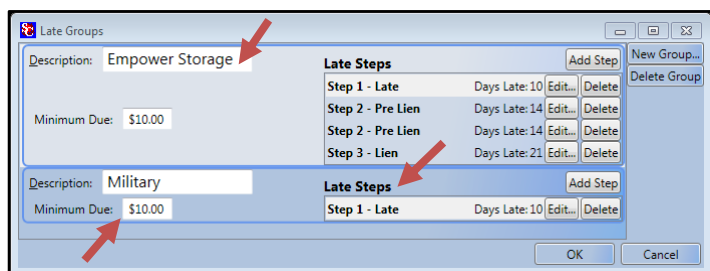 SC Late Groups
Description: Empower Storage
Late Steps
Add Step
New Group...
Delete Group
Step 1 - Late Days Late: 10 Edit... Delete
Minimum Due: $10.00
Step 2 - Pre Lien Days Late: 14 Edit... Delete
Step 2 - Pre Lien Days Late: 14 Edit... Delete
Step 3 - Lien Days Late: 21 Edit... Delete
Description: Military
Late Steps
Add Step
Minimum Due: $10.00
Step 1 - Late Days Late: 10 Edit... Delete
OK Cancel